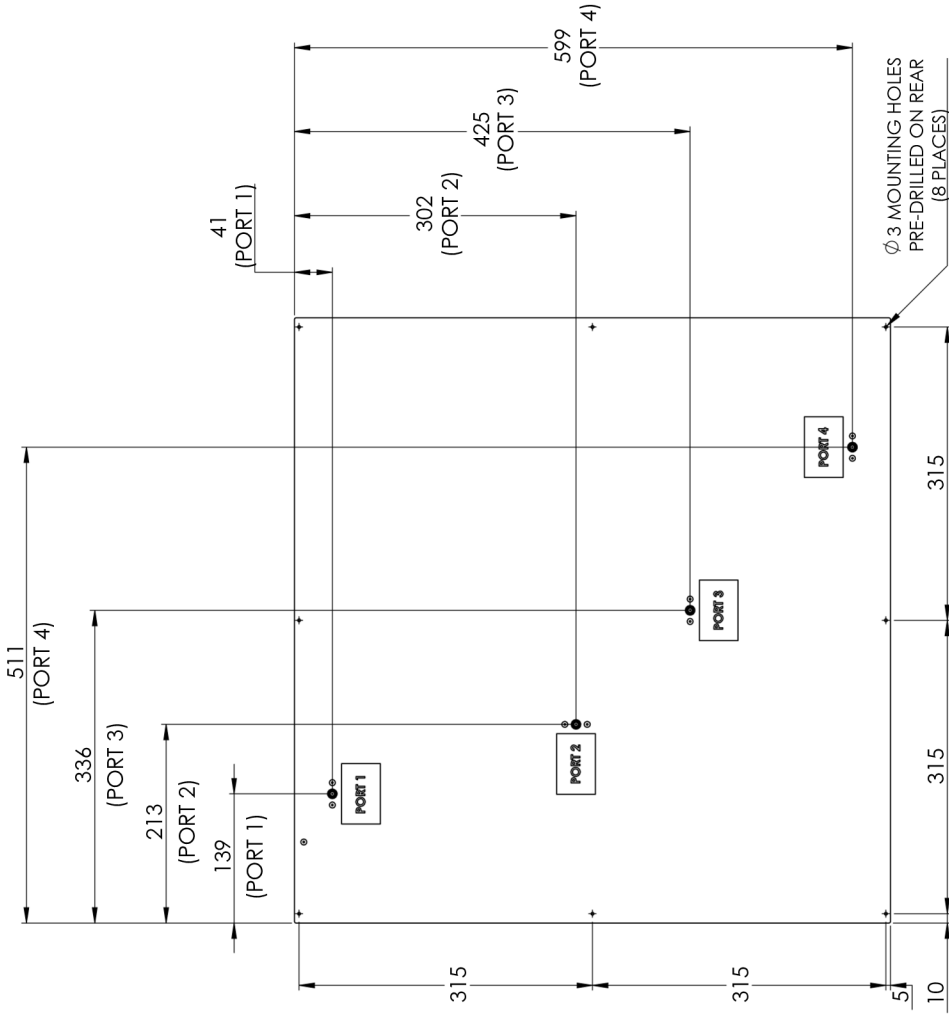 511
(PORT 4)
336
(PORT 3)
213
(PORT 2)
139
(PORT 1)
41
(PORT 1)
302
(PORT 2)
425
(PORT 3)
599
(PORT 4)
PORT 1
PORT 2
PORT 3
PORT 4
Ø 3 MOUNTING HOLES
PRE-DRILLED ON REAR
(8 PLACES)
315
315
5
10
315
315